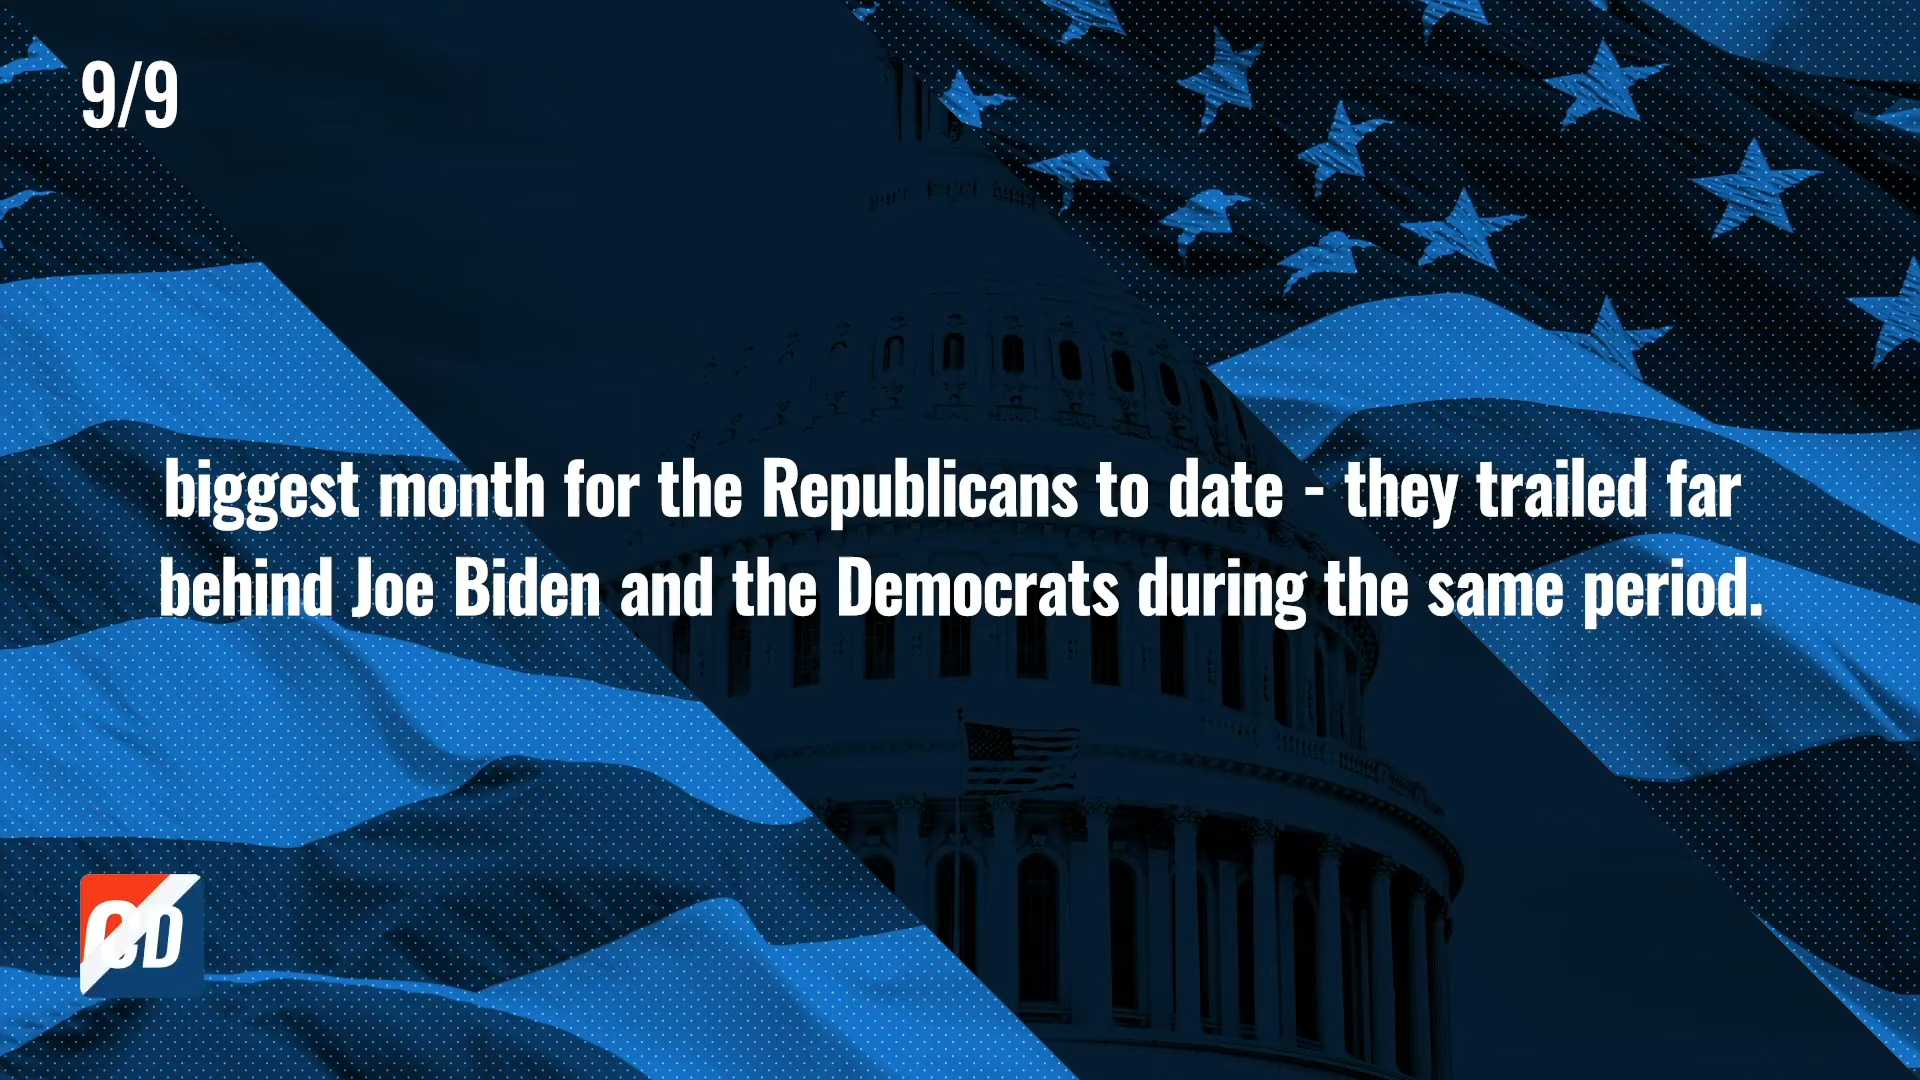 9/9
biggest month for the Republicans to date - they trailed far
behind Joe Biden and the Democrats during the same period.
CD